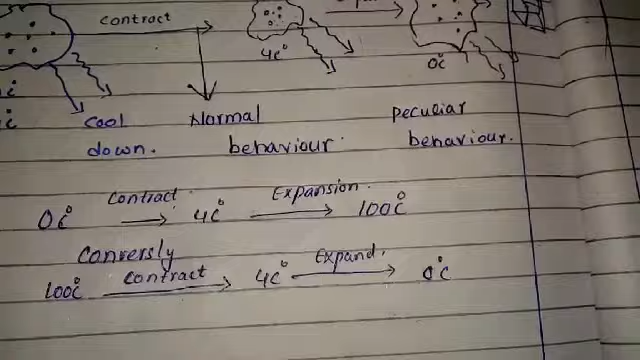 contract
4c°
0c°
Cool Normal peculiar
down. behaviour. behaviour.
Contract Expansion.
0c° 4c° 100c°
Conversly
contract Expand.
100c° 4c° 0c°